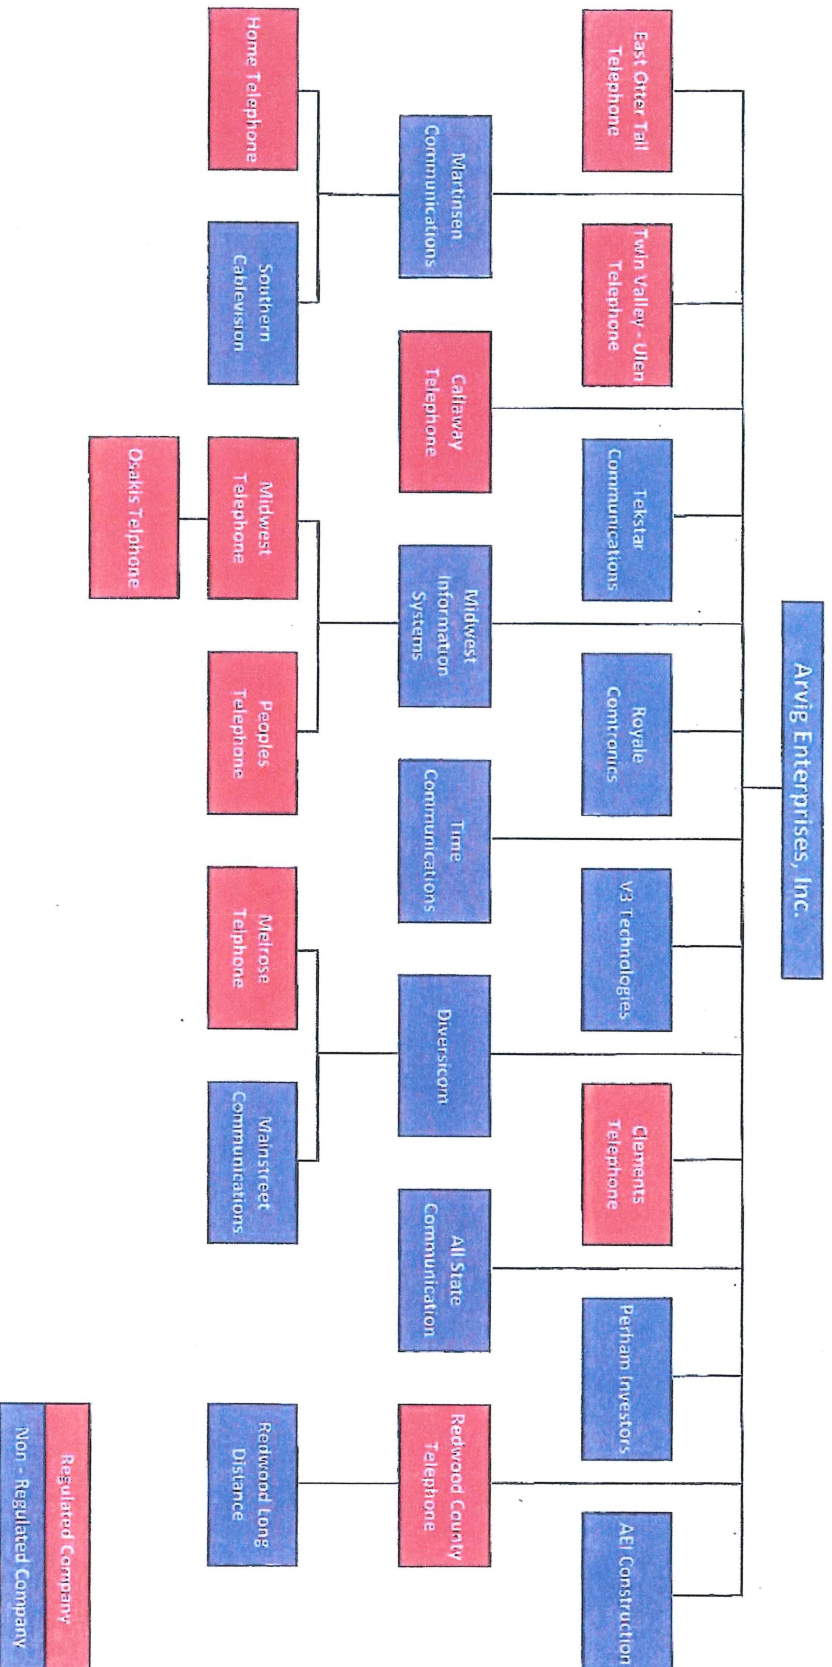 Arvig Enterprises, Inc.
East Otter Tail
Telephone
Twin Valley - Ulen
Telephone
Tekstar
Communications
Royale
Comtronics
V3 Technologies
Clements
Telephone
Perham Investors
AEI Construction
Martinsen
Communications
Callaway
Telephone
Midwest
Information
Systems
Time
Communications
Diversicom
All State
Communication
Redwood County
Telephone
Home Telephone
Southern
Cablevision
Midwest
Telephone
Peoples
Telephone
Melrose
Telphone
Mainstreet
Communications
Redwood Long
Distance
Osakis Telphone
Regulated Company
Non - Regulated Company